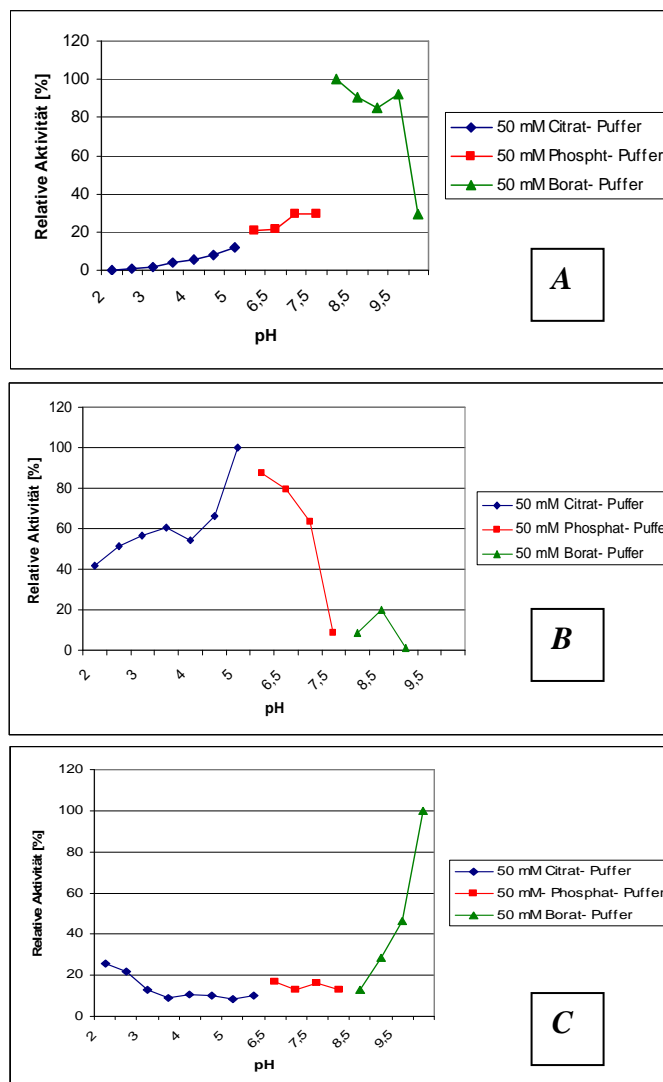 120
100
80
60
40
20
0
Relative Aktivität [%]
2
3
4
5
6,5
7,5
8,5
9,5
pH
50 mM Citrat- Puffer
50 mM Phospht- Puffer
50 mM Borat- Puffer
A
120
100
80
60
40
20
0
Relative Aktivität [%]
2
3
4
5
6,5
7,5
8,5
9,5
pH
50 mM Citrat- Puffer
50 mM Phosphat- Puffe
50 mM Borat- Puffer
B
120
100
80
60
40
20
0
Relative Aktivität [%]
2
3
4
5
6,5
7,5
8,5
9,5
pH
50 mM Citrat- Puffer
50 mM- Phosphat- Puffer
50 mM Borat- Puffer
C